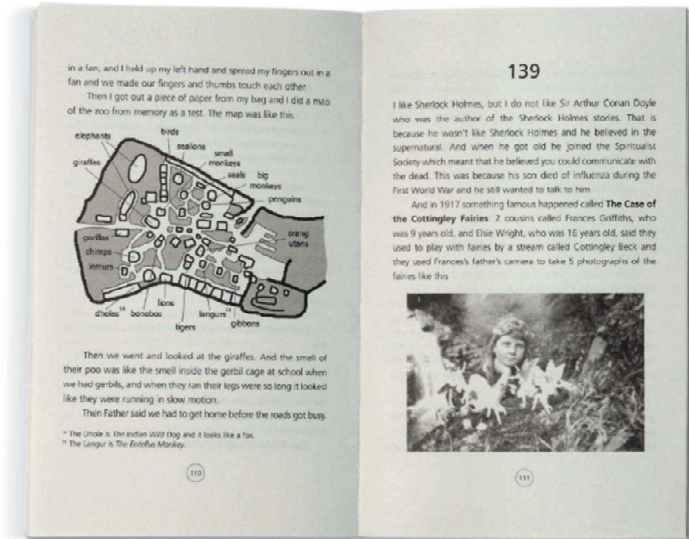 in a fan, and I held up my left hand and spread my fingers out in a
fan and we made our fingers and thumbs touch each other
Then I got out a piece of paper from my bag and I did a map
of the zoo from memory as a test. The map was like this
birds
elephants
sealions
small
monkeys
giraffes
seals
big
monkeys
penguins
gorillas
orang
utans
chimps
lemurs
lions
dholes
bonobos
langurs
tigers
gibbons
Then we went and looked at the giraffes. And the smell of
their poo was like the smell inside the gerbil cage at school when
we had gerbils, and when they ran their legs were so long it looked
like they were running in slow motion.
Then Father said we had to get home before the roads got busy.
The Dhole is The Indian Wild Dog and it looks like a fox.
The Langur is The Entellus Monkey.
110
139
I like Sherlock Holmes, but I do not like Sir Arthur Conan Doyle
who was the author of the Sherlock Holmes stories. That is
because he wasn't like Sherlock Holmes and he believed in the
supernatural. And when he got old he joined the Spiritualist
Society which meant that he believed you could communicate with
the dead. This was because his son died of influenza during the
First World War and he still wanted to talk to him.
And in 1917 something famous happened called The Case of
the Cottingley Fairies. 2 cousins called Frances Griffiths, who
was 9 years old, and Elsie Wright, who was 16 years old, said they
used to play with fairies by a stream called Cottingley Beck and
they used Frances's father's camera to take 5 photographs of the
fairies like this
111